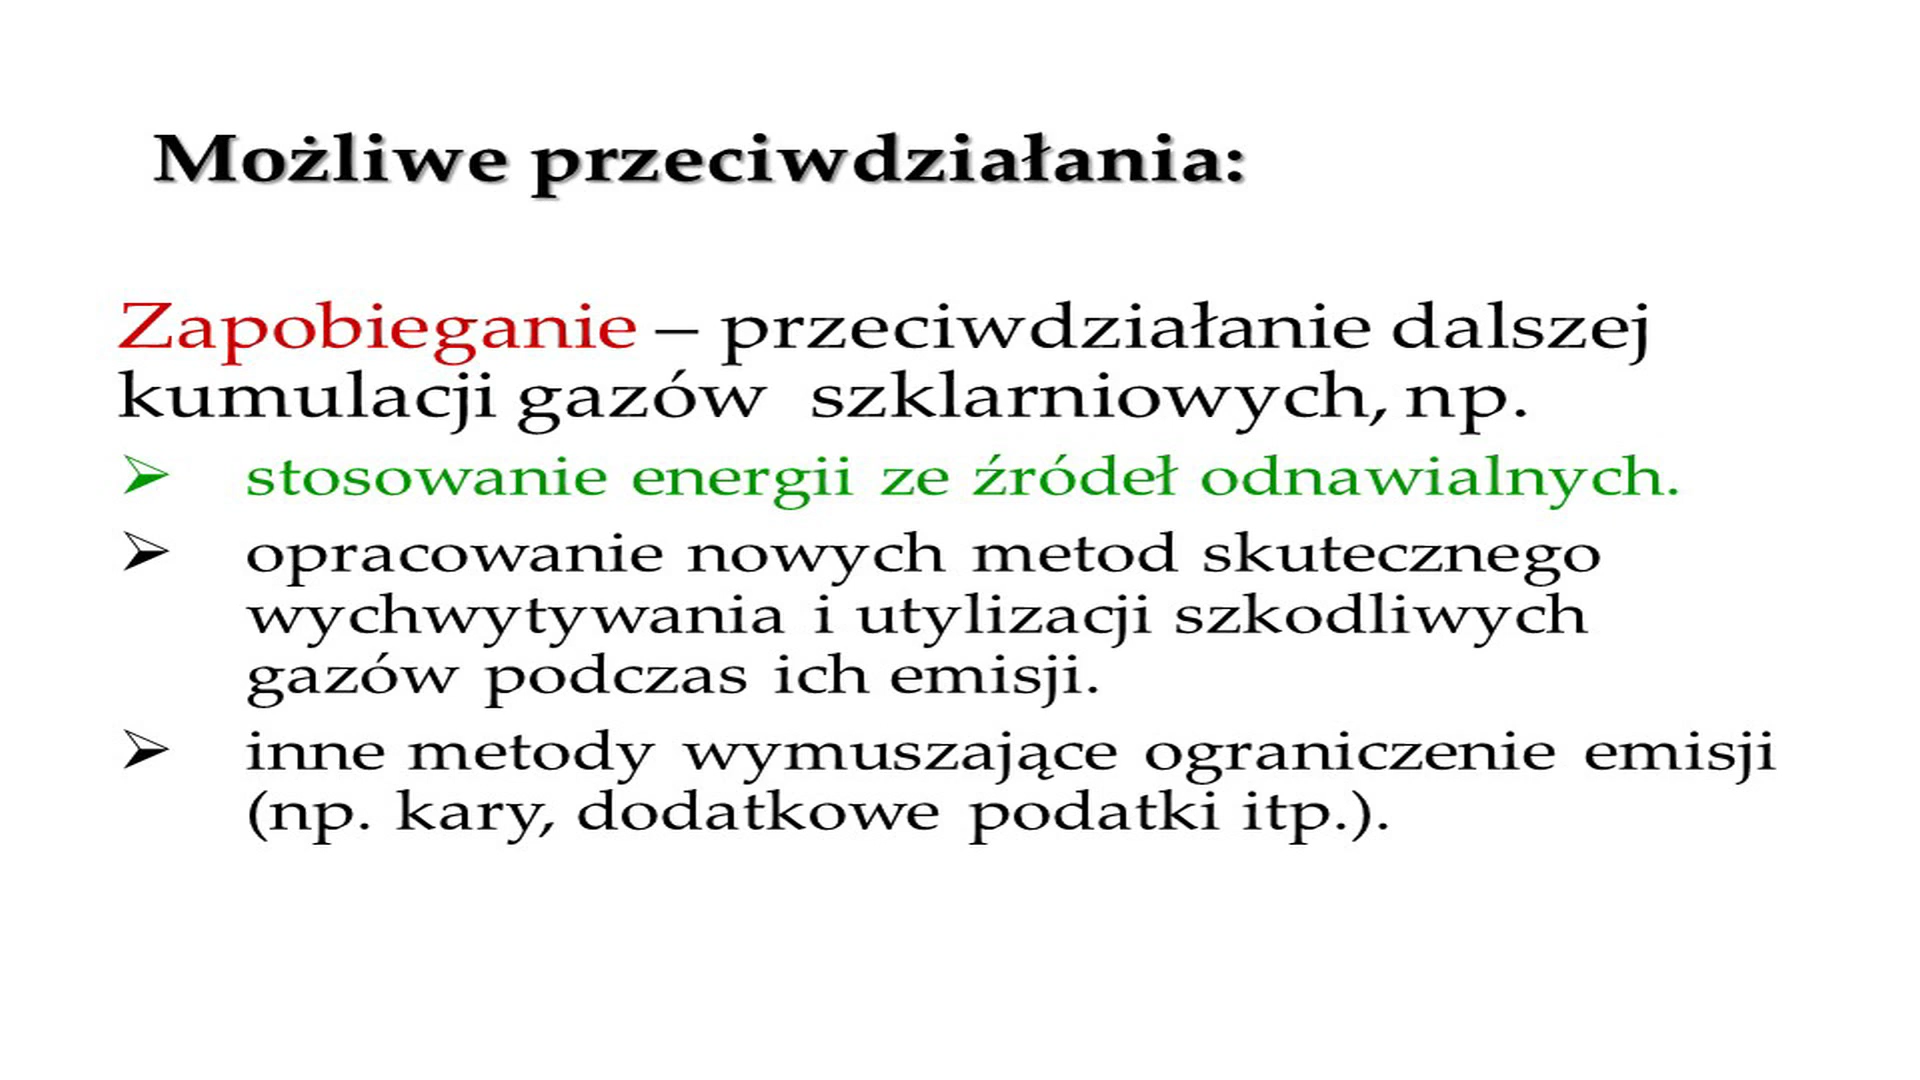 Możliwe przeciwdziałania:
Zapobieganie – przeciwdziałanie dalszej
kumulacji gazów szklarniowych, np.
➢ stosowanie energii ze źródeł odnawialnych.
➢ opracowanie nowych metod skutecznego
wychwytywania i utylizacji szkodliwych
gazów podczas ich emisji.
➢ inne metody wymuszające ograniczenie emisji
(np. kary, dodatkowe podatki itp.).